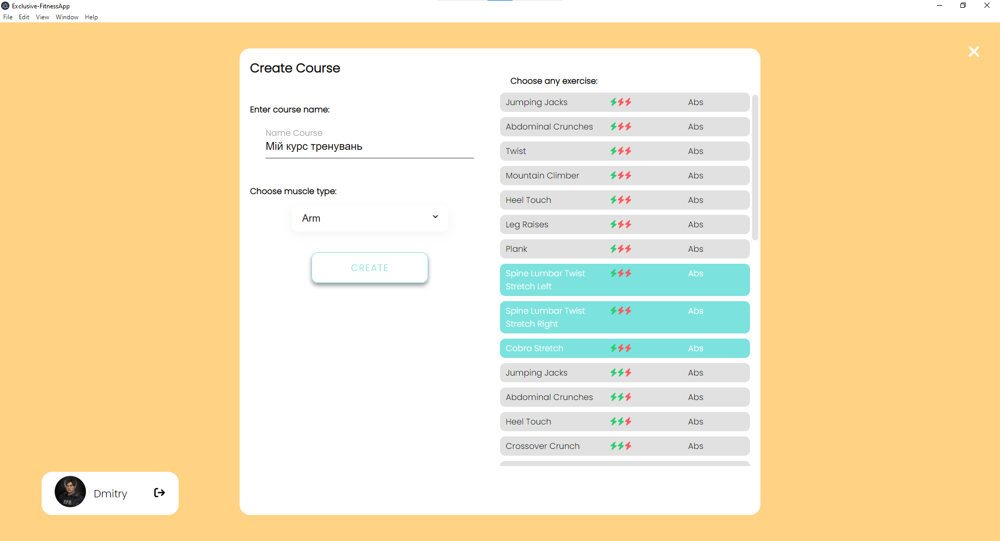 Exclusive-FitnessApp
File Edit View Window Help
Create Course
Enter course name:
Name Course
Мій курс тренувань
Choose muscle type:
Arm
CREATE
Choose any exercise:
Jumping Jacks Abs
Abdominal Crunches Abs
Twist Abs
Mountain Climber Abs
Heel Touch Abs
Leg Raises Abs
Plank Abs
Spine Lumbar Twist Abs
Stretch Left
Spine Lumbar Twist Abs
Stretch Right
Cobra Stretch Abs
Jumping Jacks Abs
Abdominal Crunches Abs
Heel Touch Abs
Crossover Crunch Abs
R.P.D.
Dmitry